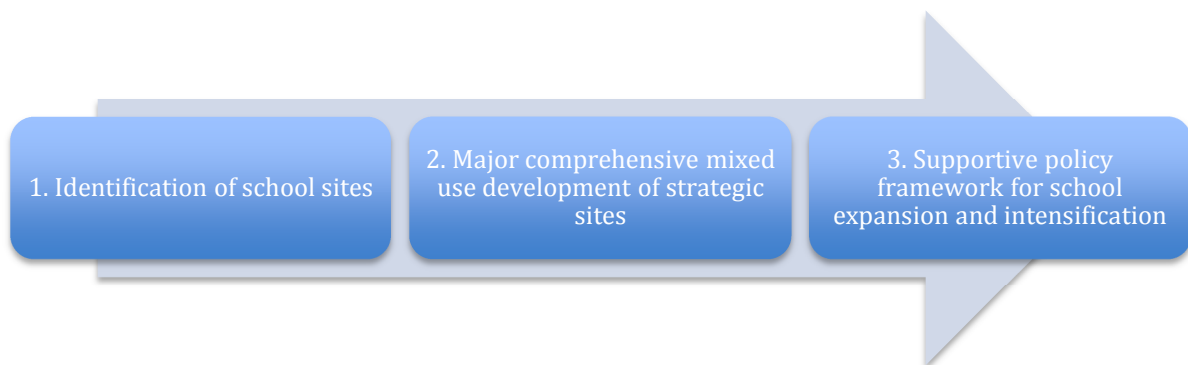 1. Identification of school sites
2. Major comprehensive mixed
use development of strategic
sites
3. Supportive policy
framework for school
expansion and intensification